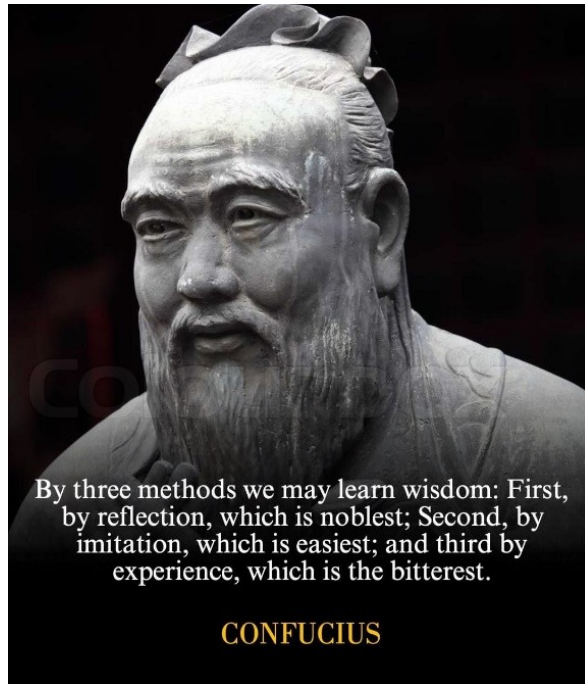 By three methods we may learn wisdom: First,
by reflection, which is noblest; Second, by
imitation, which is easiest; and third by
experience, which is the bitterest.
CONFUCIUS